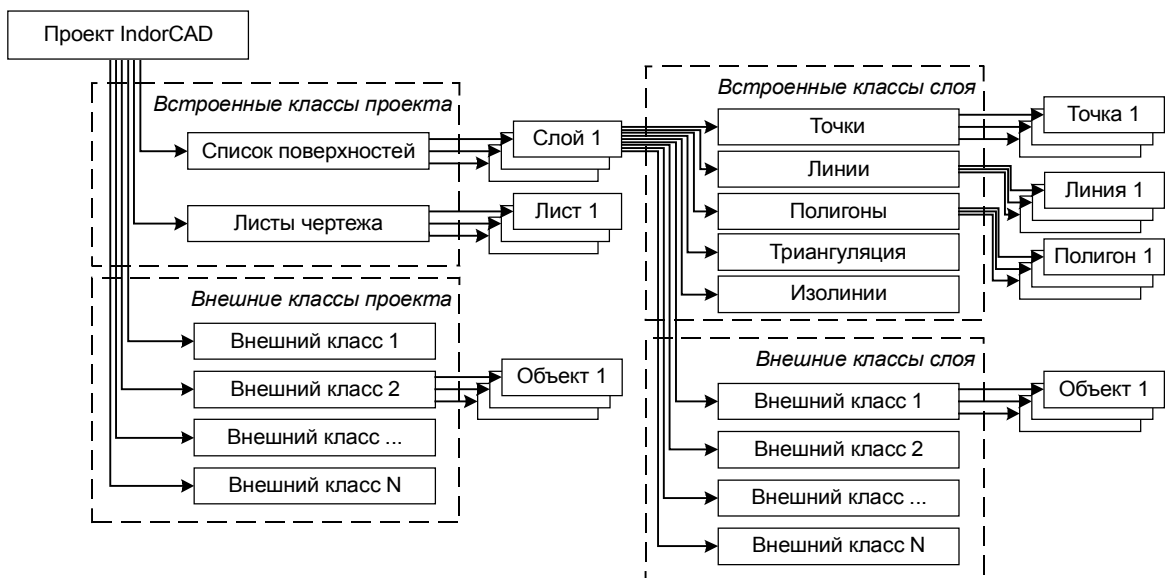 Проект IndorCAD
Встроенные классы проекта
Список поверхностей
Листы чертежа
Слой 1
Лист 1
Внешние классы проекта
Внешний класс 1
Внешний класс 2
Внешний класс ...
Внешний класс N
Объект 1
Встроенные классы слоя
Точки
Линии
Полигоны
Триангуляция
Изолинии
Точка 1
Линия 1
Полигон 1
Внешние классы слоя
Внешний класс 1
Внешний класс 2
Внешний класс ...
Внешний класс N
Объект 1